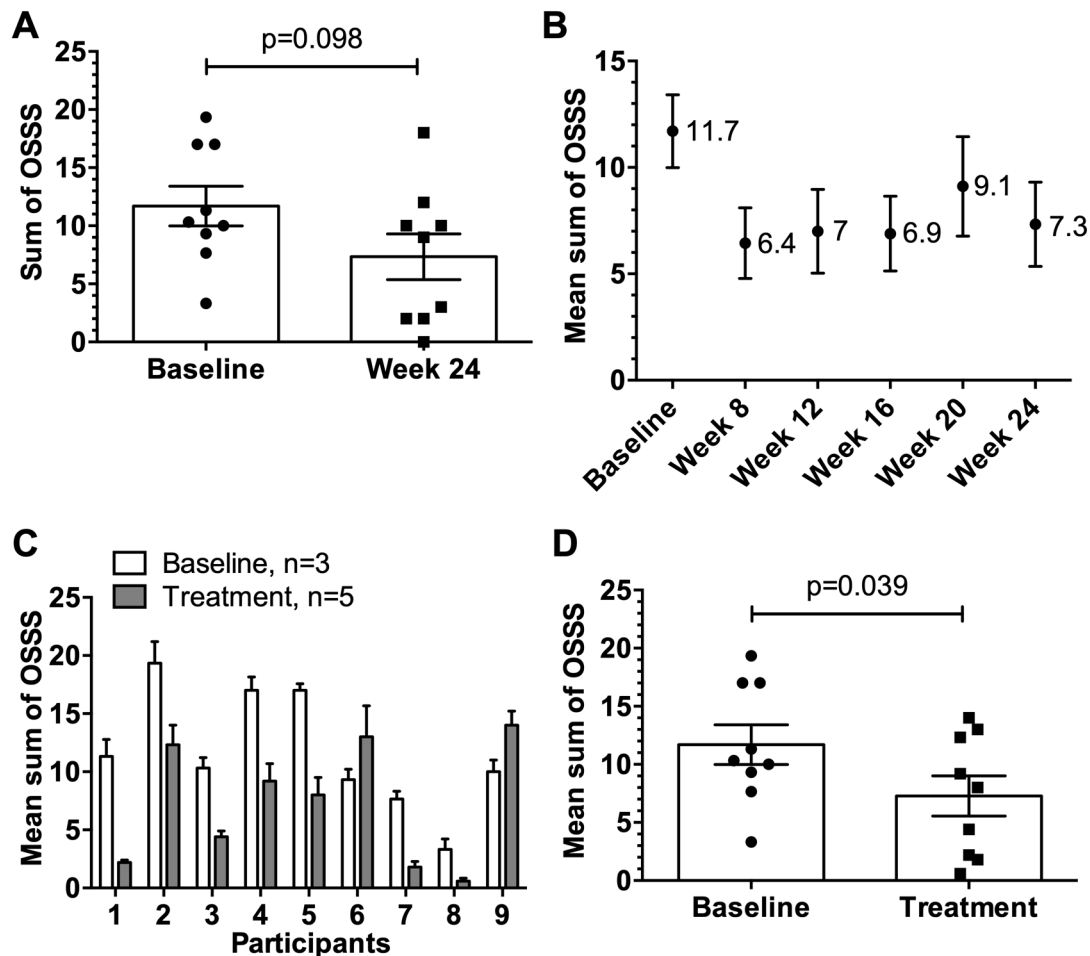 A
Sum of OSSS
25
20
15
10
5
0
p=0.098
Baseline
Week 24
B
Mean sum of OSSS
15
10
5
0
11.7
6.4
7
6.9
9.1
7.3
Baseline
Week 8
Week 12
Week 16
Week 20
Week 24
C
Baseline, n=3
Treatment, n=5
Mean sum of OSSS
25
20
15
10
5
0
1 2 3 4 5 6 7 8 9
Participants
D
Mean sum of OSSS
25
20
15
10
5
0
p=0.039
Baseline
Treatment